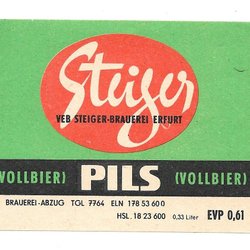 Steiger
VEB STEIGER-BRAUEREI ERFURT
(VOLLBIER) PILS (VOLLBIER)
BRAUEREI-ABZUG TGL 7764 ELN 178 53 600
HSL. 18 23 600 0,33 Liter EVP 0,61